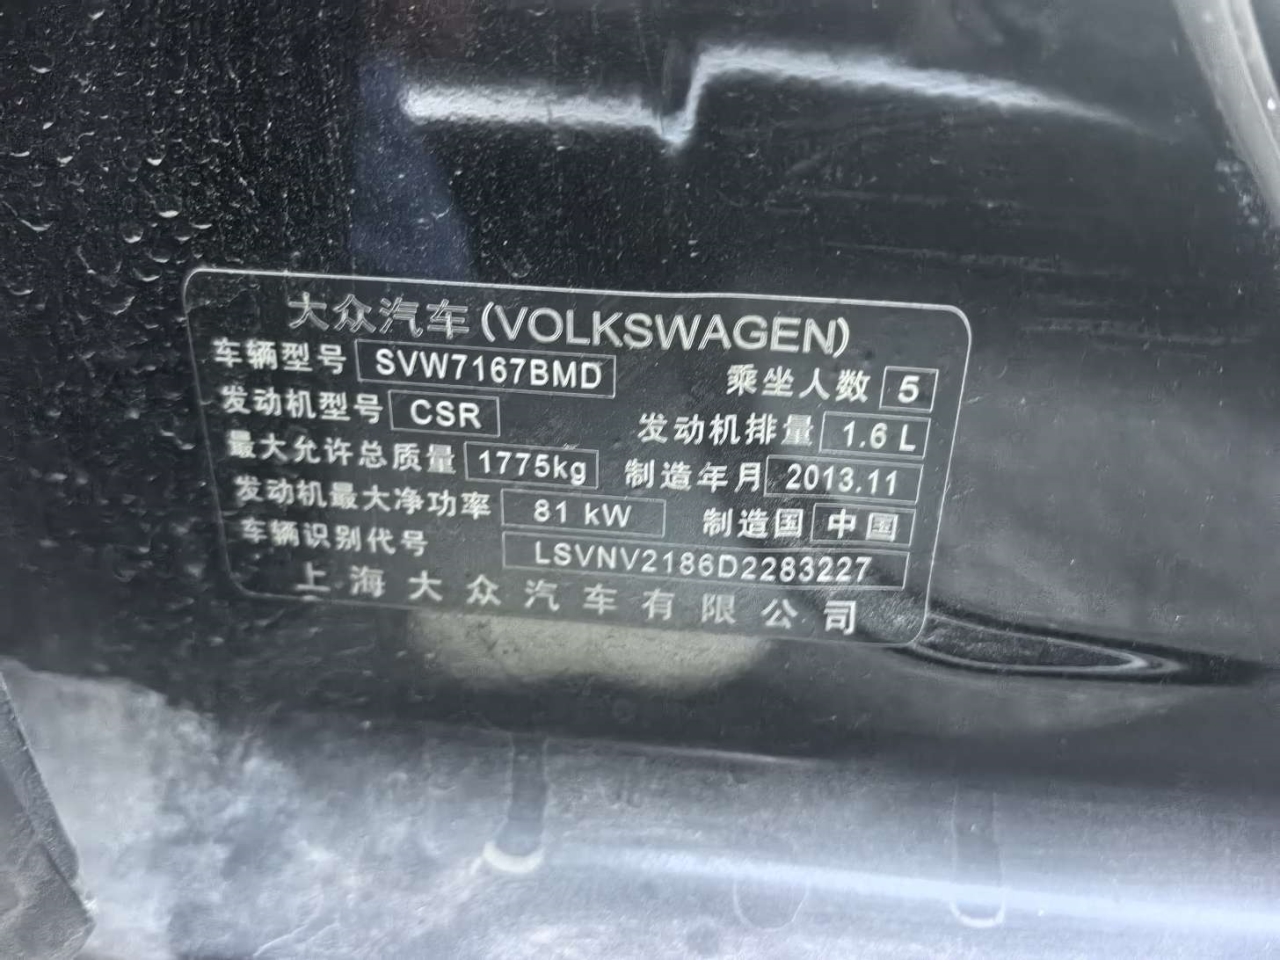 大众汽车(VOLKSWAGEN)
车辆型号 SVW7167BMD 乘坐人数 5
发动机型号 CSR 发动机排量 1.6 L
最大允许总质量 1775kg 制造年月 2013.11
发动机最大净功率 81 kW 制造国 中国
车辆识别代号 LSVNV2186D2283227
上海大众汽车有限公司